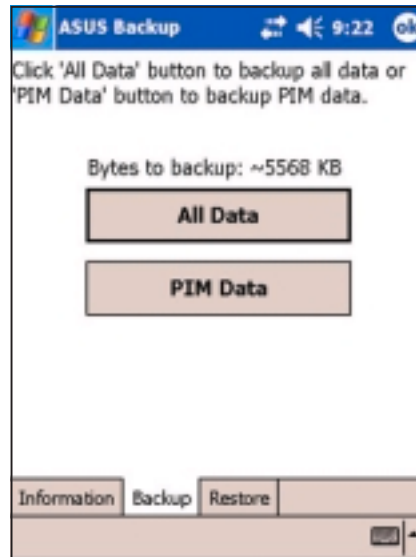 ASUS Backup 9:22 ok
Click 'All Data' button to backup all data or
'PIM Data' button to backup PIM data.
Bytes to backup: ~5568 KB
All Data
PIM Data
Information Backup Restore